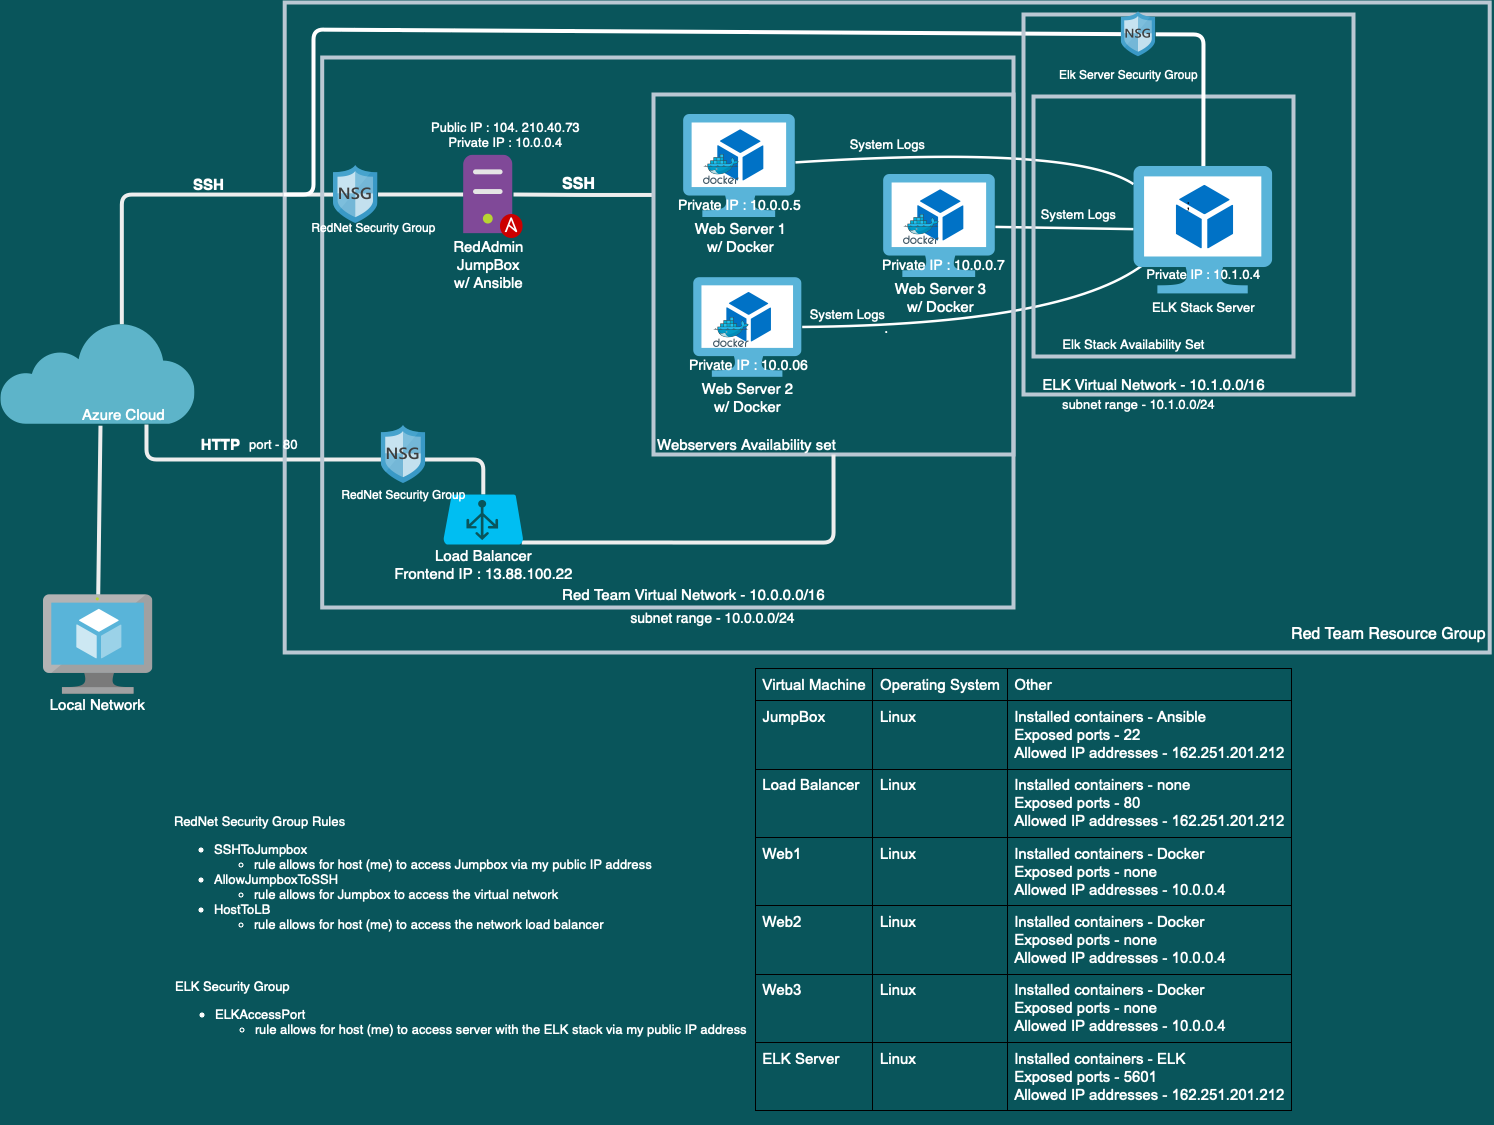 NSG
Elk Server Security Group
Public IP : 104. 210.40.73
Private IP : 10.0.0.4
SSH
NSG
RedNet Security Group
SSH
RedAdmin
JumpBox
w/ Ansible
docker
Private IP : 10.0.0.5
Web Server 1
w/ Docker
System Logs
docker
Private IP : 10.0.0.7
Web Server 3
w/ Docker
System Logs
docker
Private IP : 10.0.06
Web Server 2
w/ Docker
System Logs
.
Private IP : 10.1.0.4
ELK Stack Server
Elk Stack Availability Set
ELK Virtual Network - 10.1.0.0/16
subnet range - 10.1.0.0/24
Azure Cloud
HTTP port - 80
NSG
RedNet Security Group
Webservers Availability set
Load Balancer
Frontend IP : 13.88.100.22
Red Team Virtual Network - 10.0.0.0/16
subnet range - 10.0.0.0/24
Red Team Resource Group
Local Network
Virtual Machine Operating System Other
JumpBox Linux Installed containers - Ansible
Exposed ports - 22
Allowed IP addresses - 162.251.201.212
Load Balancer Linux Installed containers - none
Exposed ports - 80
Allowed IP addresses - 162.251.201.212
Web1 Linux Installed containers - Docker
Exposed ports - none
Allowed IP addresses - 10.0.0.4
Web2 Linux Installed containers - Docker
Exposed ports - none
Allowed IP addresses - 10.0.0.4
Web3 Linux Installed containers - Docker
Exposed ports - none
Allowed IP addresses - 10.0.0.4
ELK Server Linux Installed containers - ELK
Exposed ports - 5601
Allowed IP addresses - 162.251.201.212
RedNet Security Group Rules
• SSHToJumpbox
◦ rule allows for host (me) to access Jumpbox via my public IP address
• AllowJumpboxToSSH
◦ rule allows for Jumpbox to access the virtual network
• HostToLB
◦ rule allows for host (me) to access the network load balancer
ELK Security Group
• ELKAccessPort
◦ rule allows for host (me) to access server with the ELK stack via my public IP address